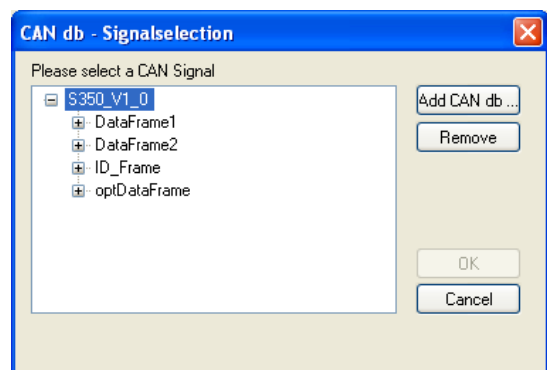 CAN db - Signalselection
Please select a CAN Signal
S350_V1_0
DataFrame1
DataFrame2
ID_Frame
optDataFrame
Add CAN db ...
Remove
OK
Cancel